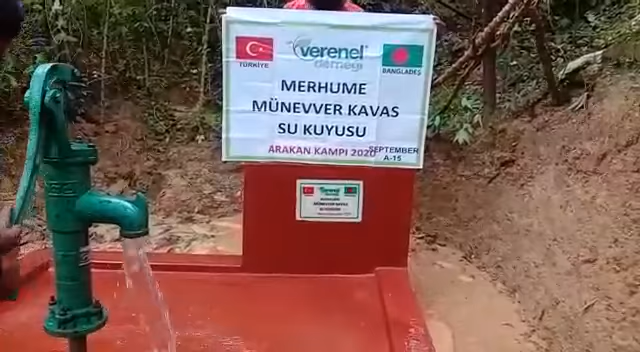 verenel
derneği
TÜRKİYE
BANGLADEŞ
MERHUME
MÜNEVVER KAVAS
SU KUYUSU
ARAKAN KAMPI 2020
SEPTEMBER
A - 15